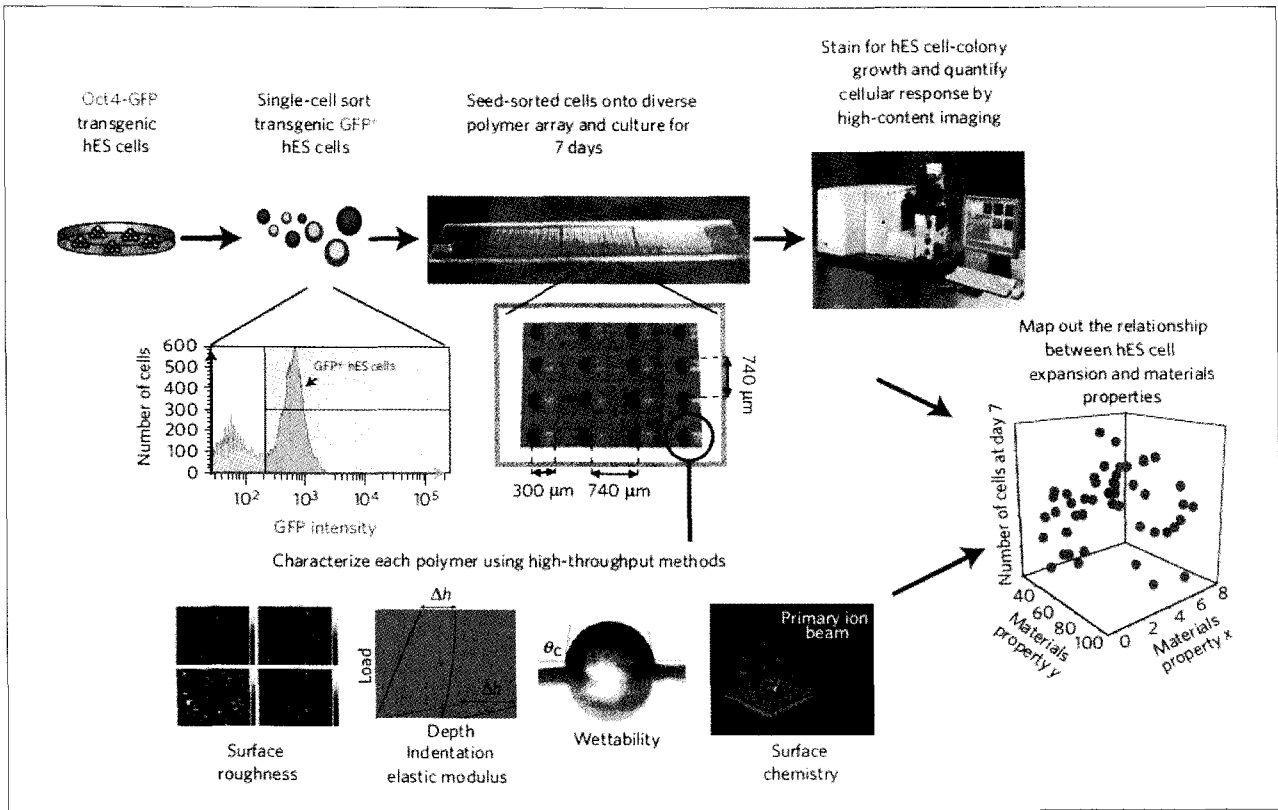 Oct4-GFP
transgenic
hES cells
Single-cell sort
transgenic GFP⁺
hES cells
Seed-sorted cells onto diverse
polymer array and culture for
7 days
Stain for hES cell-colony
growth and quantify
cellular response by
high-content imaging
Number of cells
600
500
400
300
200
100
0
GFP⁺ hES cells
10²
10³
10⁴
10⁵
GFP intensity
740 µm
300 µm
740 µm
Map out the relationship
between hES cell
expansion and materials
properties
Number of cells at day 7
40
60
80
100
Materials
property y
0
2
4
6
8
Materials
property x
Characterize each polymer using high-throughput methods
Surface
roughness
Δh
Load
Δh
Depth
Indentation
elastic modulus
θc
Wettability
Primary ion
beam
Surface
chemistry